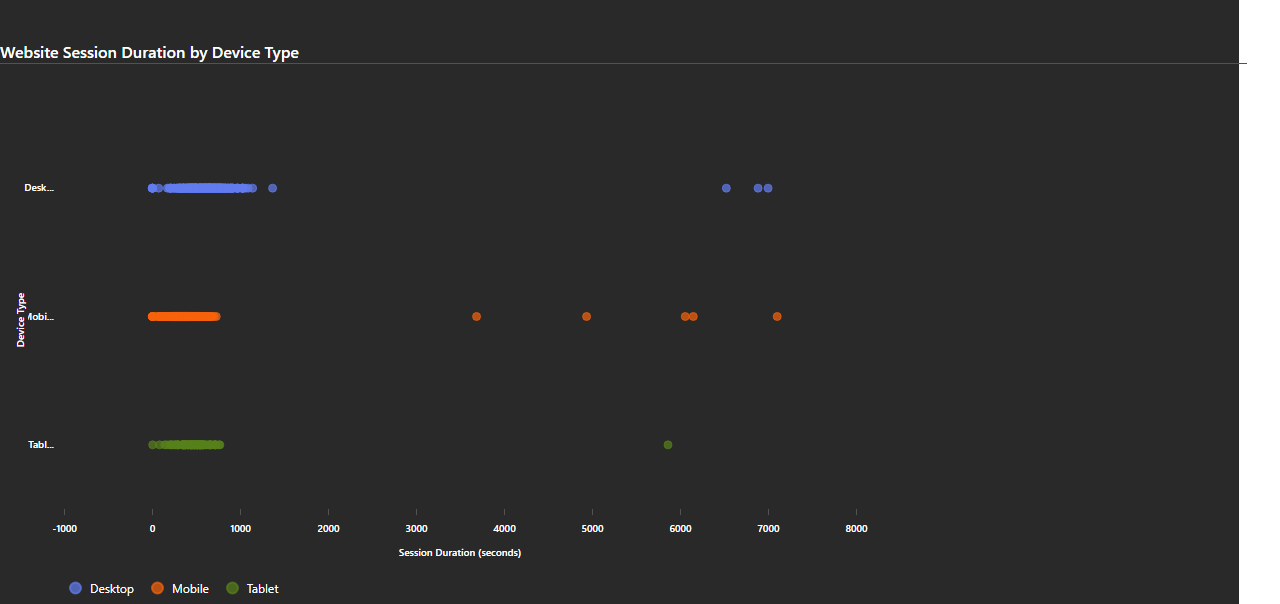 Website Session Duration by Device Type
Desk...
Device Type
Mobi...
Tabl...
-1000 0 1000 2000 3000 4000 5000 6000 7000 8000
Session Duration (seconds)
Desktop Mobile Tablet